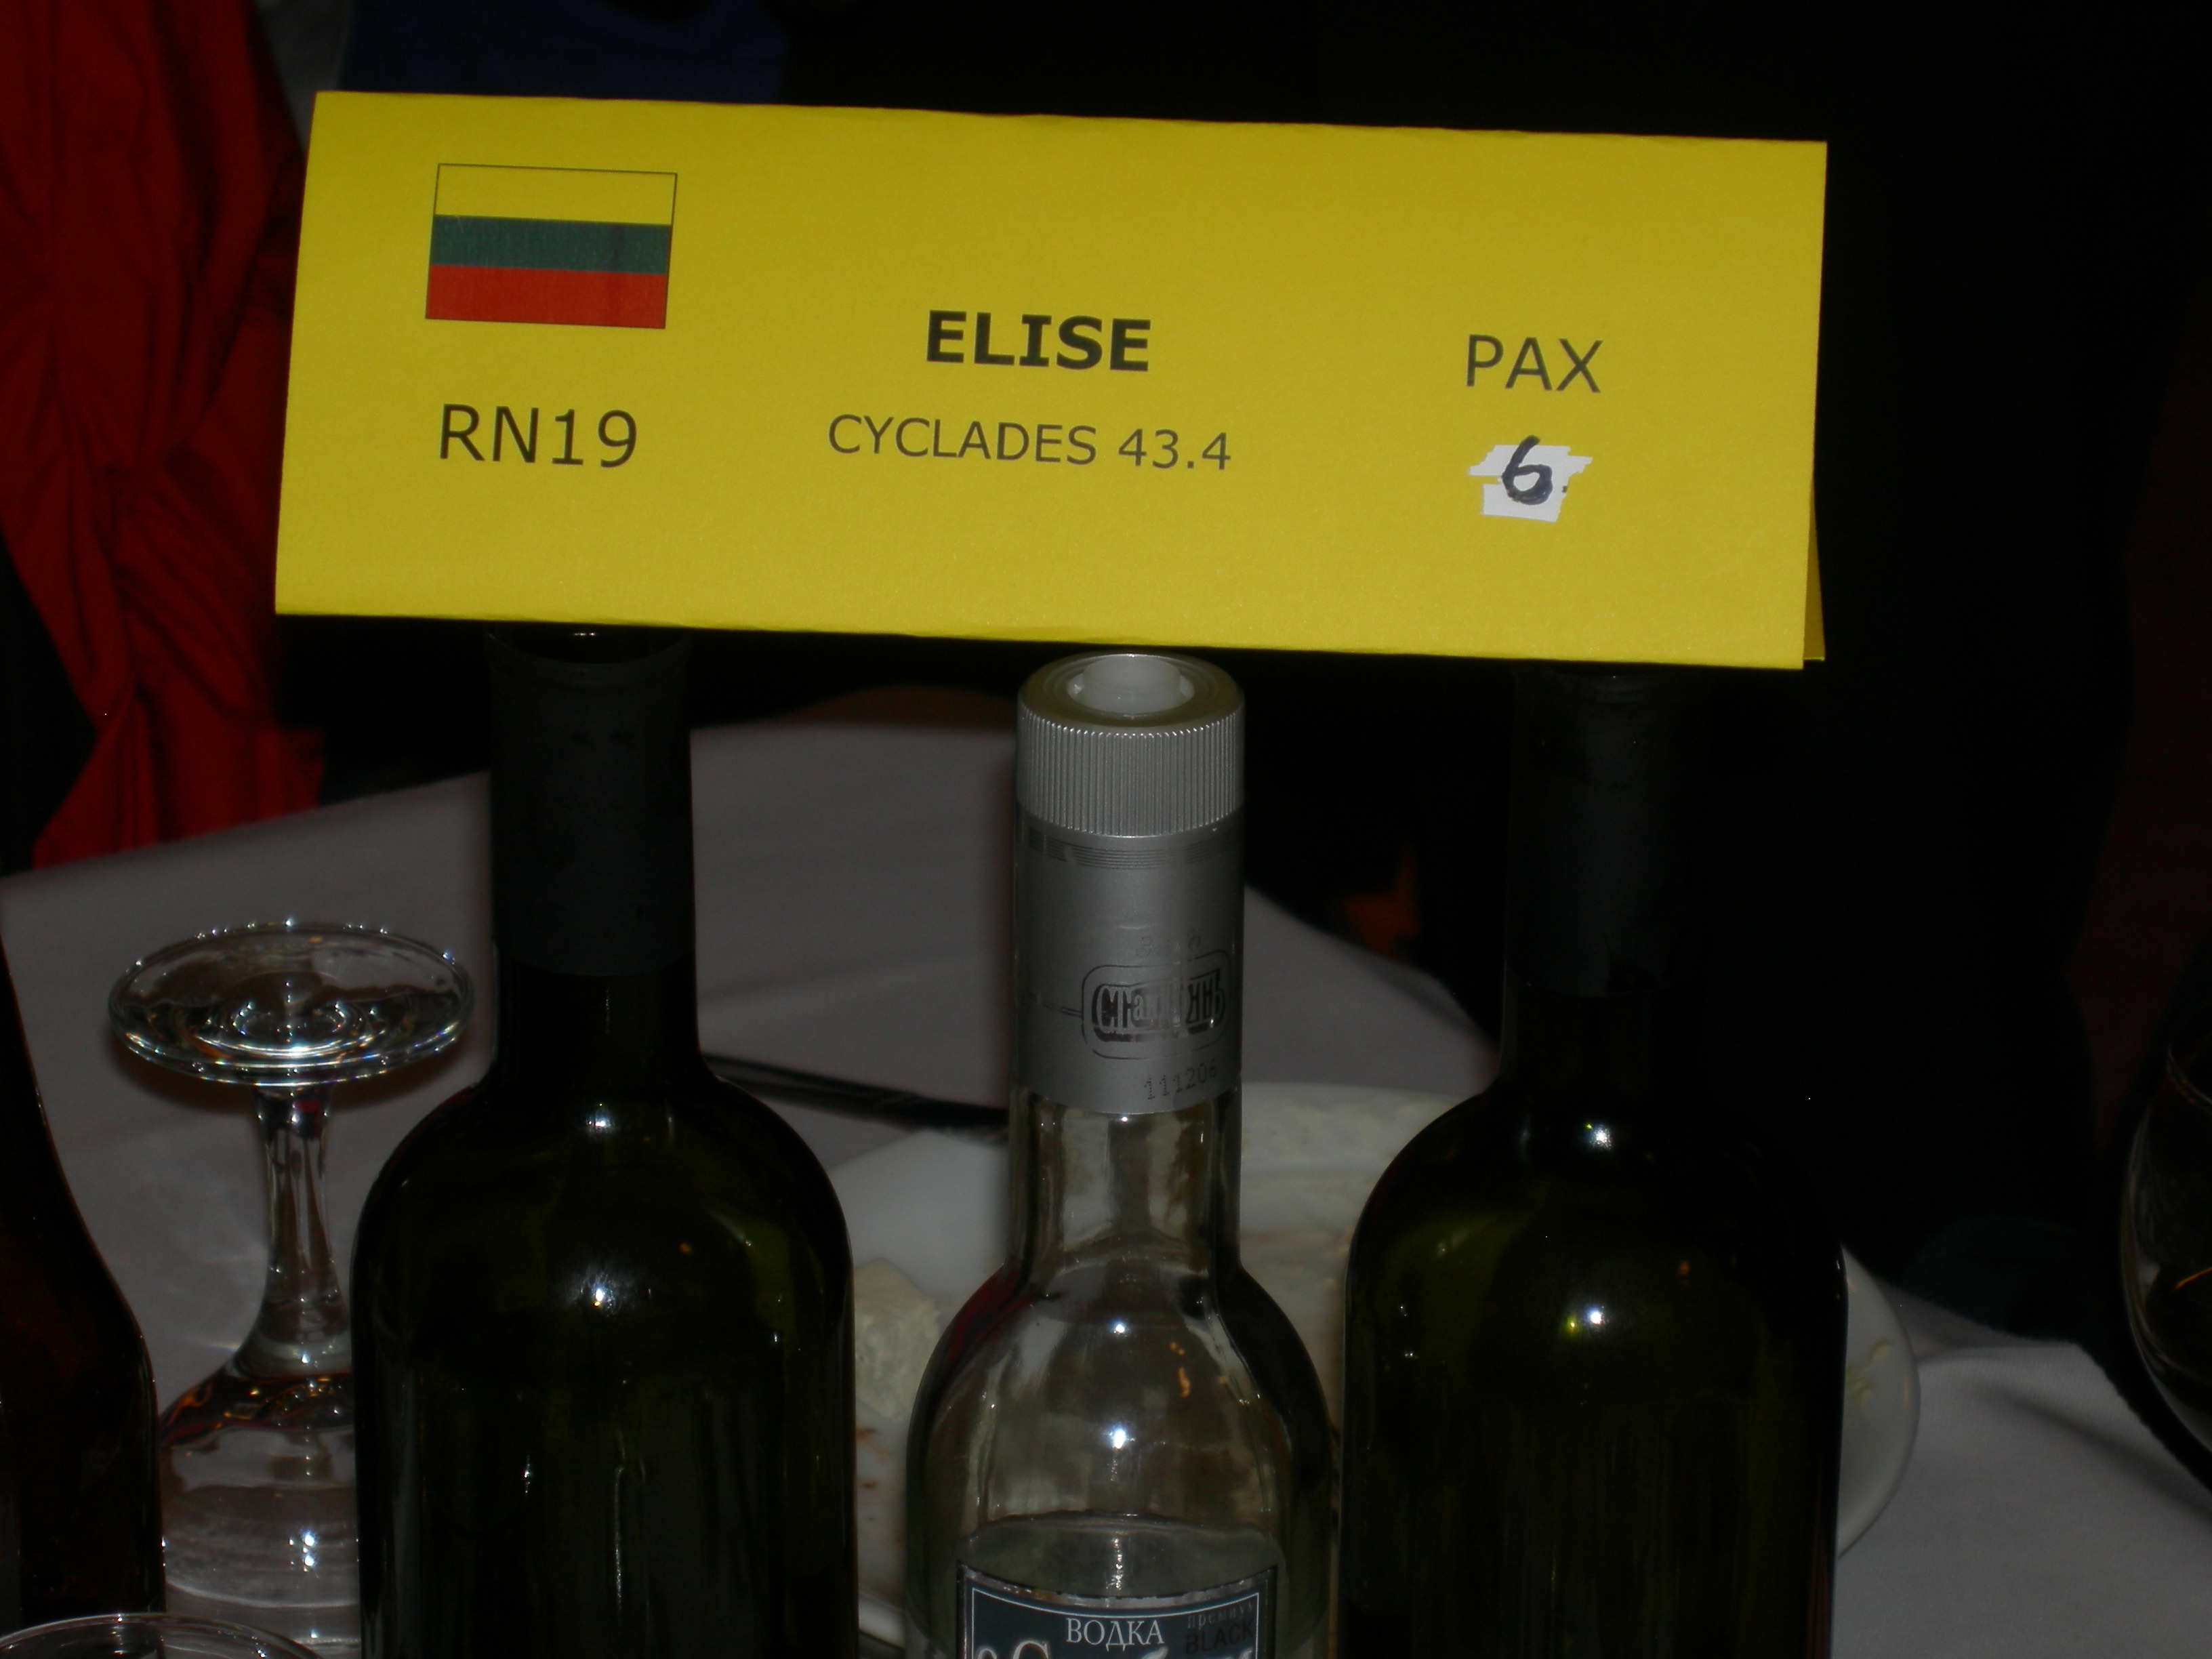 RN19
ELISE
CYCLADES 43.4
PAX
6
111206
ВОДКА
BLACK